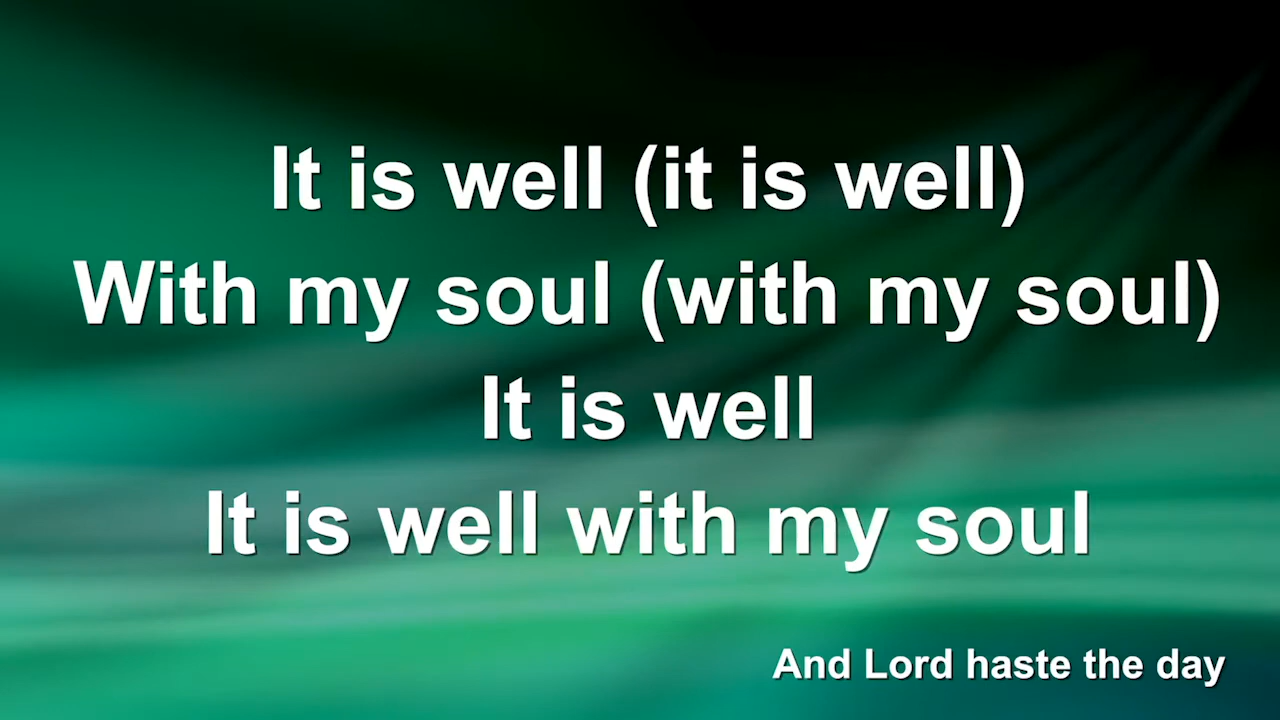 It is well (it is well)
With my soul (with my soul)
It is well
It is well with my soul
And Lord haste the day